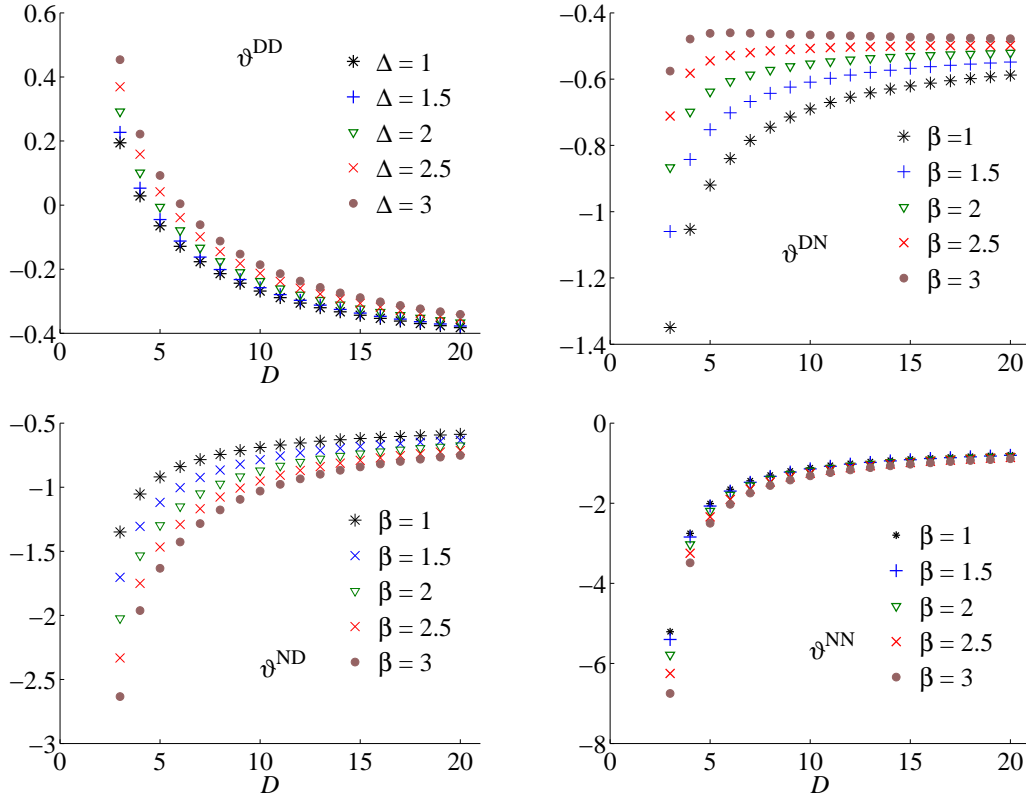 0.6
0.4
0.2
0
−0.2
−0.4
0
5
10
15
20
D
ϑDD
Δ = 1
Δ = 1.5
Δ = 2
Δ = 2.5
Δ = 3
−0.4
−0.6
−0.8
−1
−1.2
−1.4
0
5
10
15
20
ϑDN
β = 1
β = 1.5
β = 2
β = 2.5
β = 3
−0.5
−1
−1.5
−2
−2.5
−3
0
5
10
15
20
D
ϑND
β = 1
β = 1.5
β = 2
β = 2.5
β = 3
0
−2
−4
−6
−8
0
5
10
15
20
D
ϑNN
β = 1
β = 1.5
β = 2
β = 2.5
β = 3